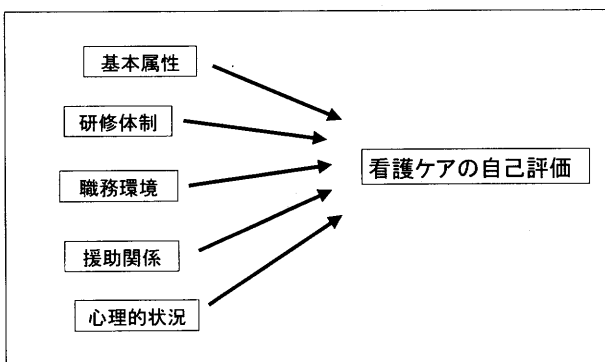 基本属性
研修体制
職務環境
援助関係
心理的状況
看護ケアの自己評価